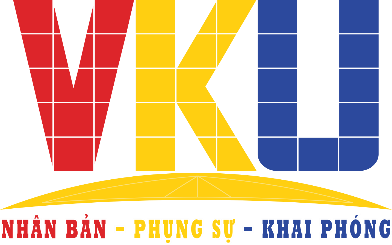 VKU
NHÂN BẢN - PHỤNG SỰ - KHAI PHÓNG